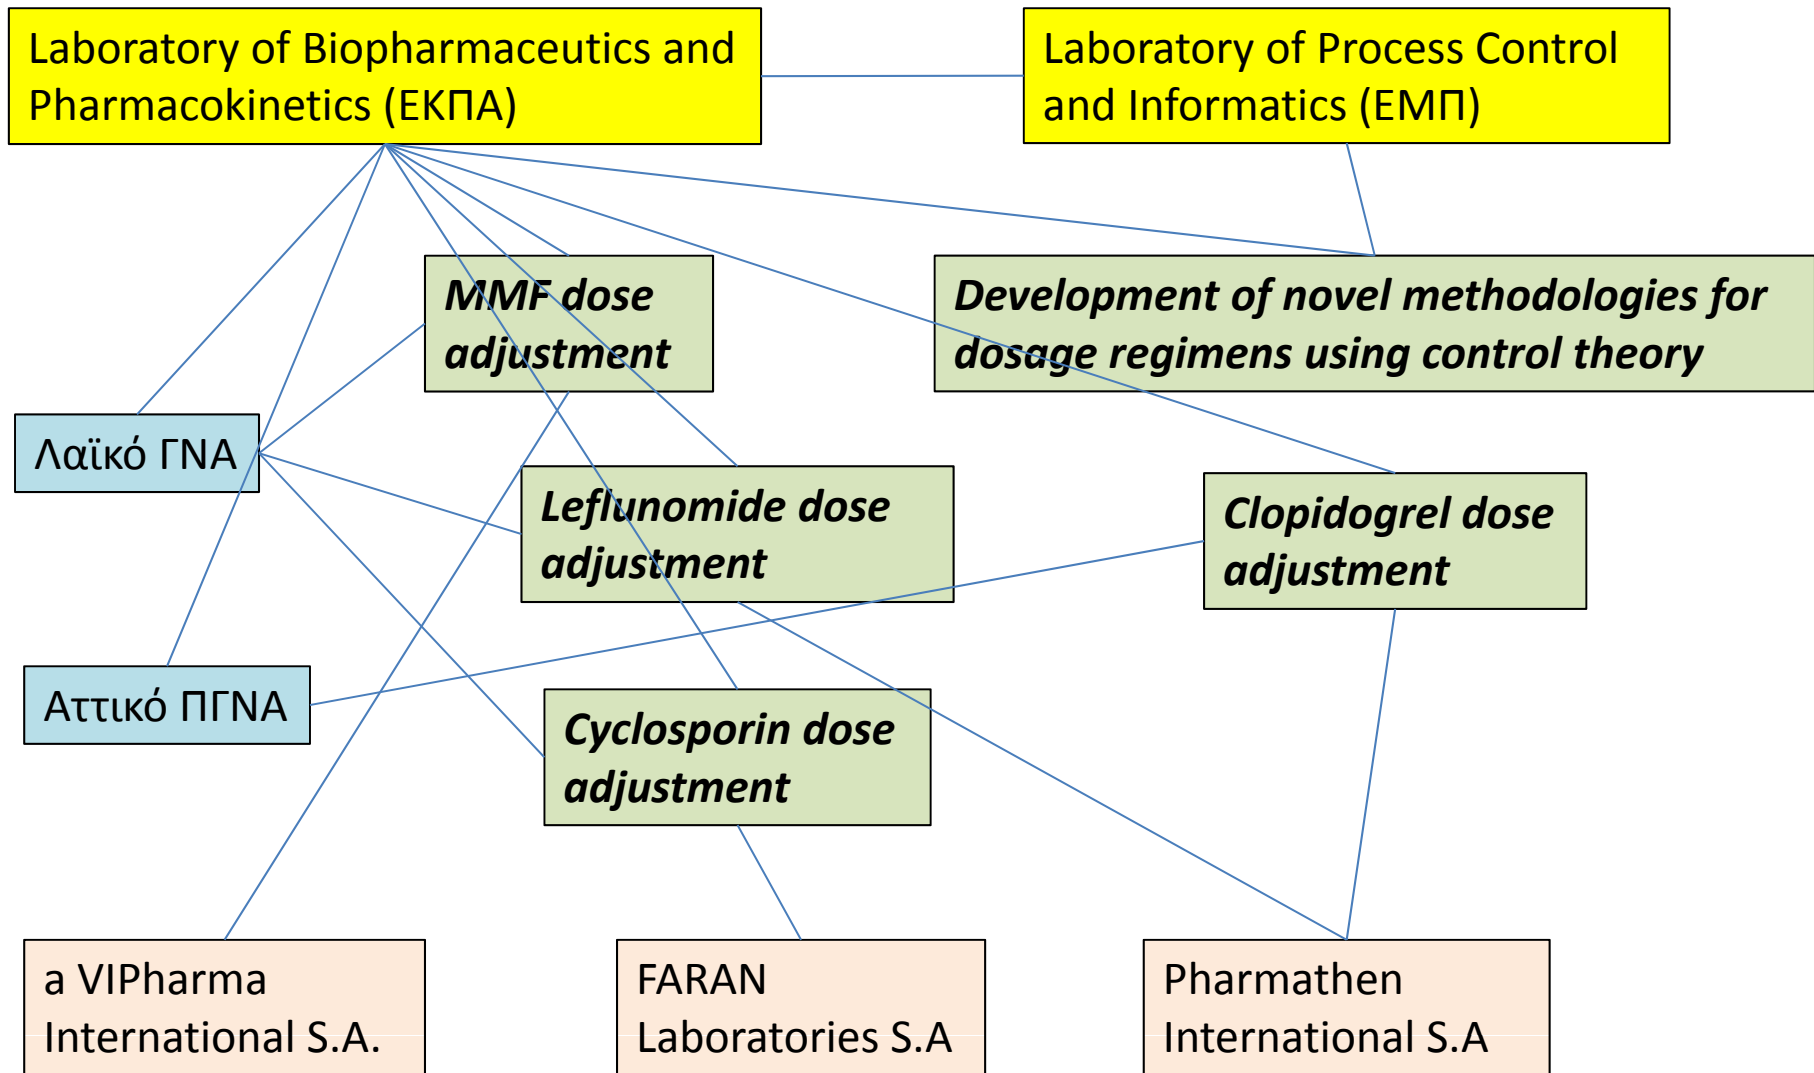 Laboratory of Biopharmaceutics and
Pharmacokinetics (ΕΚΠΑ)
Laboratory of Process Control
and Informatics (ΕΜΠ)
MMF dose
adjustment
Development of novel methodologies for
dosage regimens using control theory
Λαϊκό ΓΝΑ
Leflunomide dose
adjustment
Clopidogrel dose
adjustment
Αττικό ΠΓΝΑ
Cyclosporin dose
adjustment
a VIPharma
International S.A.
FARAN
Laboratories S.A
Pharmathen
International S.A